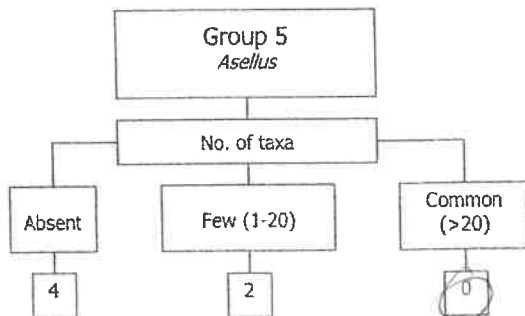 Group 5
Asellus
No. of taxa
Absent
Few (1-20)
Common
(>20)
4
2
0